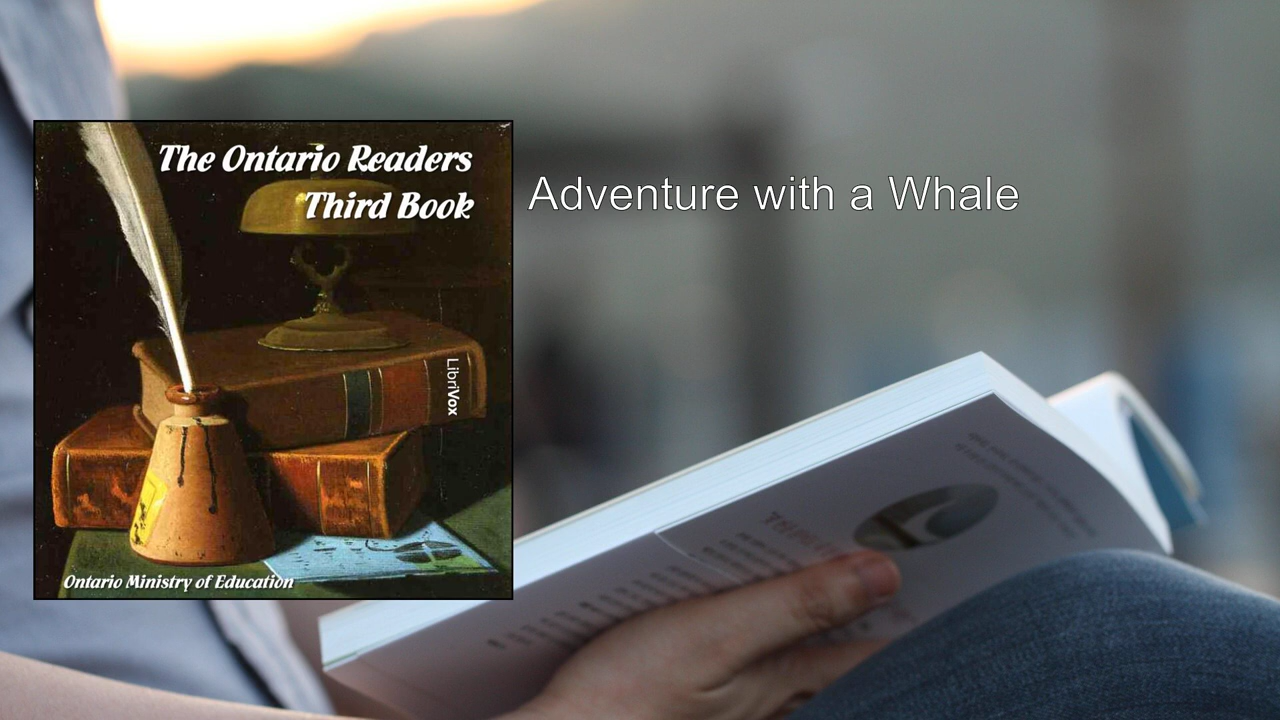 The Ontario Readers
Third Book
LibriVox
Ontario Ministry of Education
Adventure with a Whale